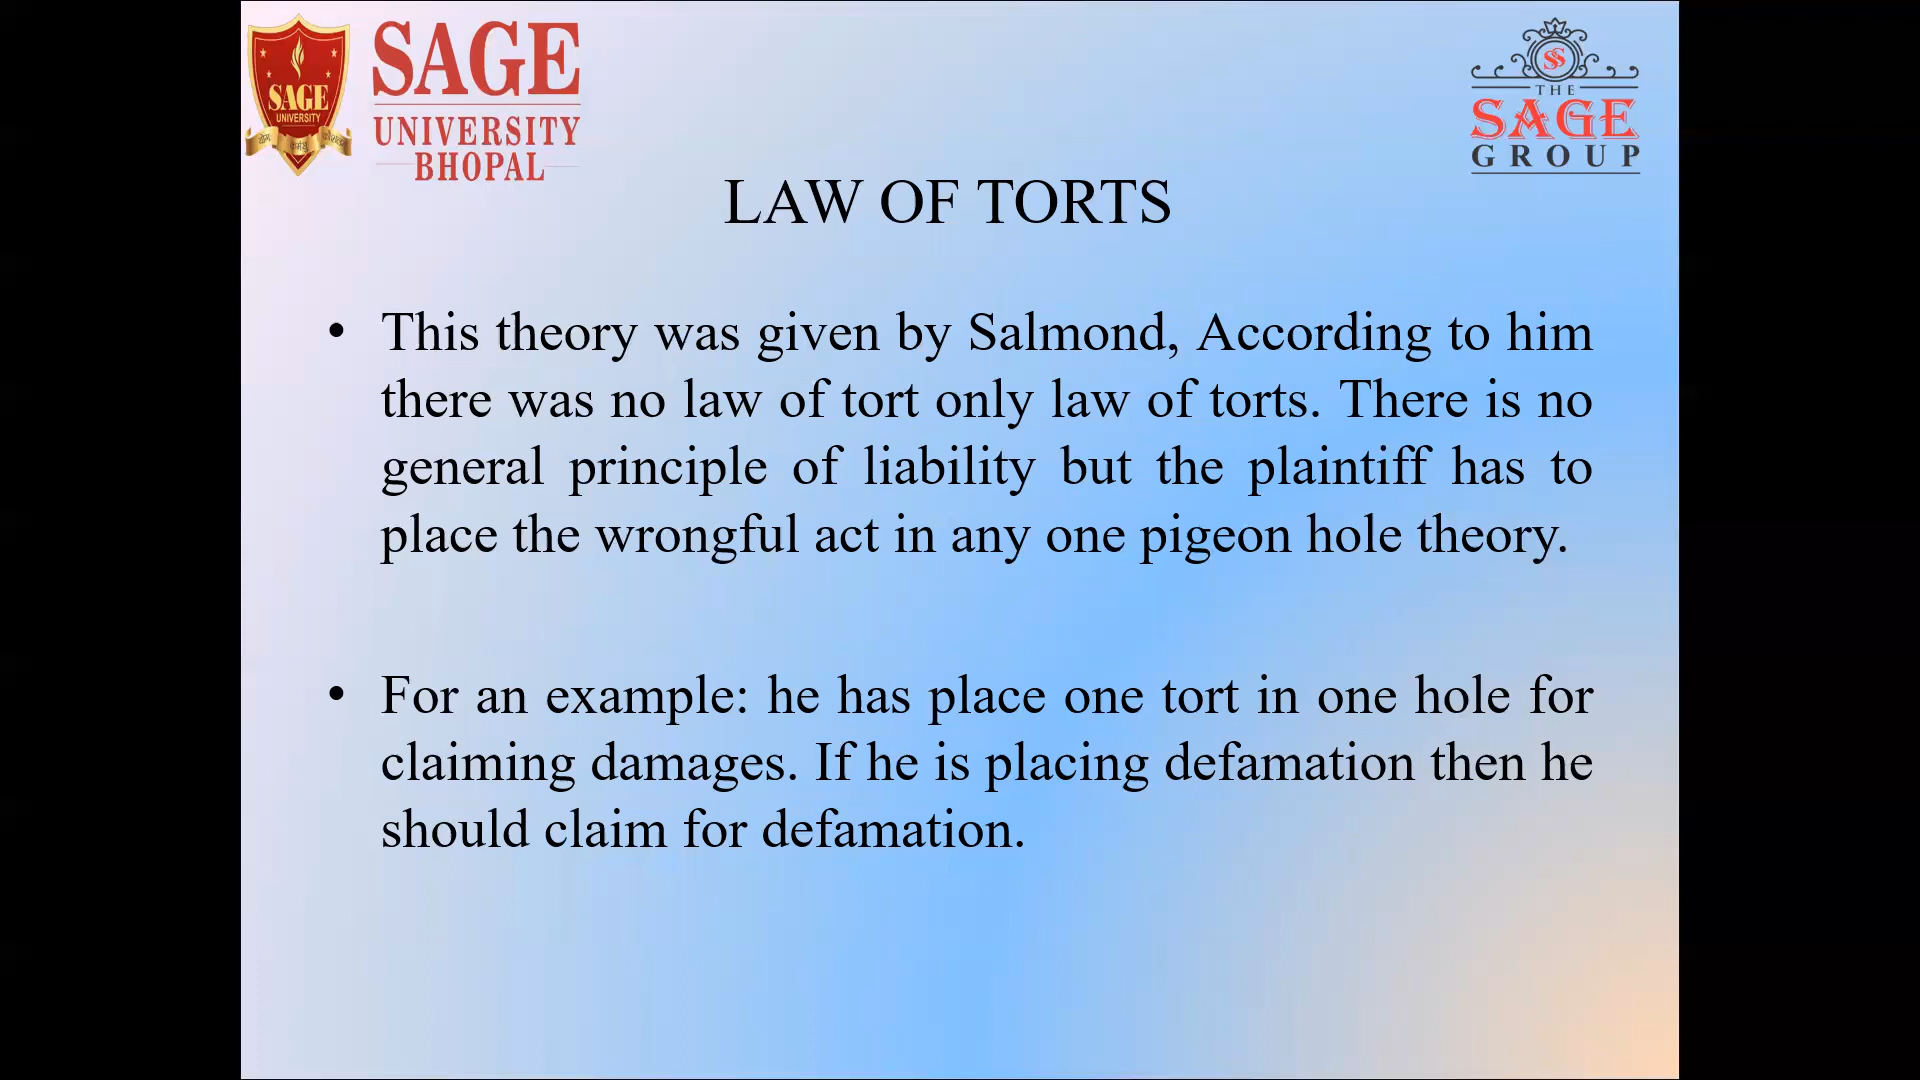 SAGE
UNIVERSITY
SAGE
UNIVERSITY
BHOPAL
SS
THE
SAGE
GROUP
LAW OF TORTS
• This theory was given by Salmond, According to him
there was no law of tort only law of torts. There is no
general principle of liability but the plaintiff has to
place the wrongful act in any one pigeon hole theory.
• For an example: he has place one tort in one hole for
claiming damages. If he is placing defamation then he
should claim for defamation.